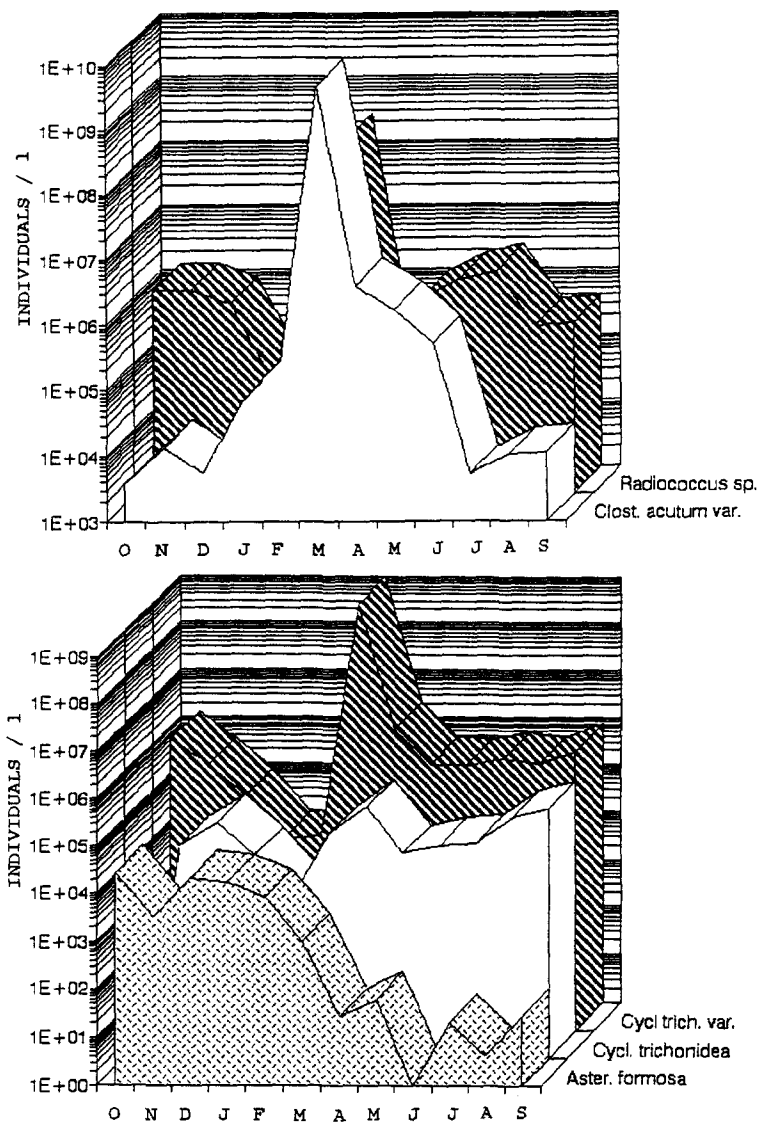 INDIVIDUALS / l
1E+10
1E+09
1E+08
1E+07
1E+06
1E+05
1E+04
1E+03
O N D J F M A M J J A S
Radiococcus sp.
Clost. acutum var.
INDIVIDUALS / l
1E+09
1E+08
1E+07
1E+06
1E+05
1E+04
1E+03
1E+02
1E+01
1E+00
O N D J F M A M J J A S
Cycl trich. var.
Cycl. trichonidea
Aster. formosa